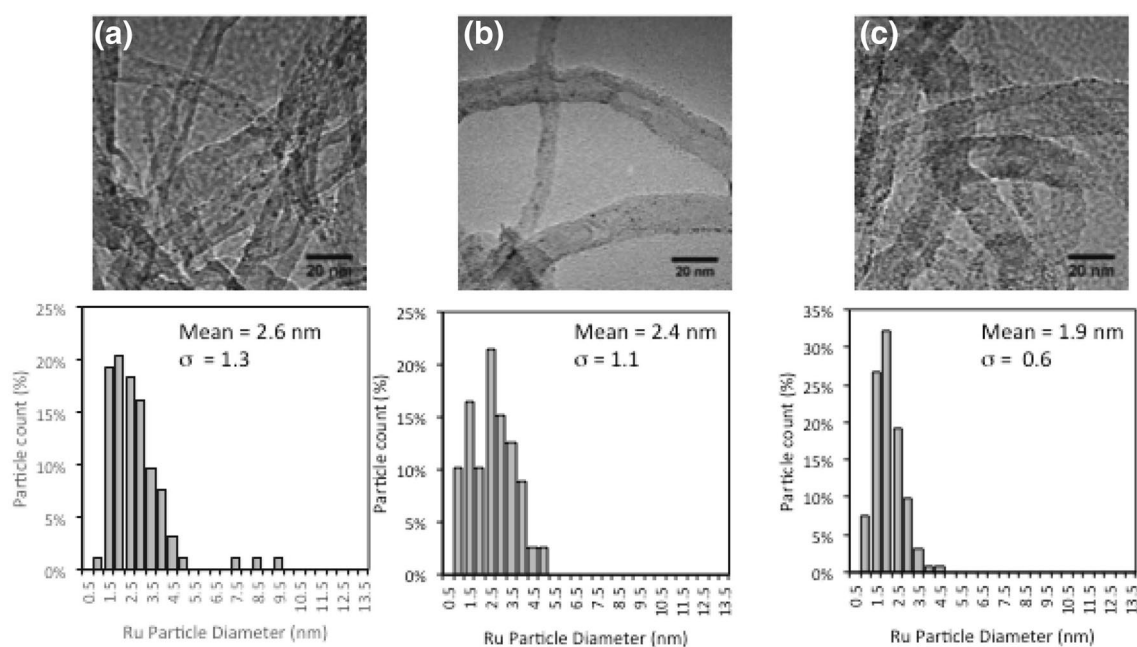 (a)
(b)
(c)
20 nm
20 nm
20 nm
25%
20%
15%
10%
5%
0%
Particle count (%)
Mean = 2.6 nm
σ = 1.3
0.5 1.5 2.5 3.5 4.5 5.5 6.5 7.5 8.5 9.5 10.5 11.5 12.5 13.5
Ru Particle Diameter (nm)
25%
20%
15%
10%
5%
0%
Particle count (%)
Mean = 2.4 nm
σ = 1.1
0.5 1.5 2.5 3.5 4.5 5.5 6.5 7.5 8.5 9.5 10.5 11.5 12.5 13.5
Ru Particle Diameter (nm)
35%
30%
25%
20%
15%
10%
5%
0%
Particle count (%)
Mean = 1.9 nm
σ = 0.6
0.5 1.5 2.5 3.5 4.5 5.5 6.5 7.5 8.5 9.5 10.5 11.5 12.5 13.5
Ru Particle Diameter (nm)